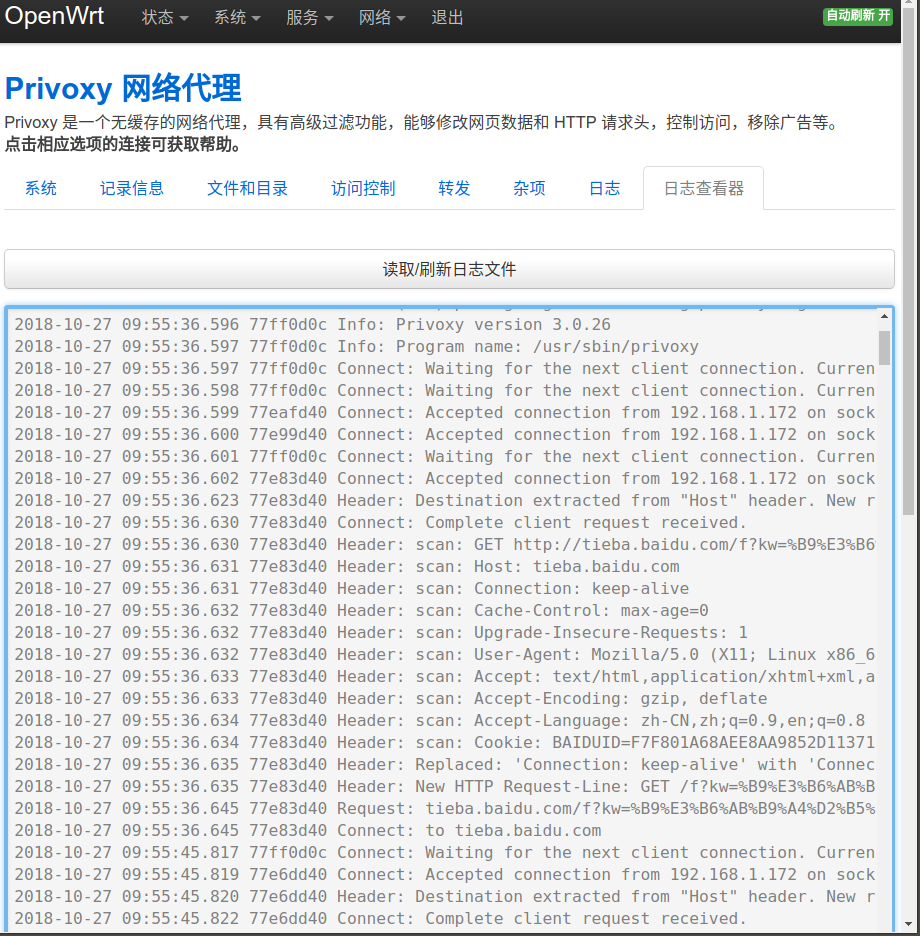 OpenWrt 状态 系统 服务 网络 退出 自动刷新 开
Privoxy 网络代理
Privoxy 是一个无缓存的网络代理，具有高级过滤功能，能够修改网页数据和 HTTP 请求头，控制访问，移除广告等。
点击相应选项的连接可获取帮助。
系统 记录信息 文件和目录 访问控制 转发 杂项 日志 日志查看器
读取/刷新日志文件
2018-10-27 09:55:36.596 77ff0d0c Info: Privoxy version 3.0.26
2018-10-27 09:55:36.597 77ff0d0c Info: Program name: /usr/sbin/privoxy
2018-10-27 09:55:36.597 77ff0d0c Connect: Waiting for the next client connection. Curren
2018-10-27 09:55:36.598 77ff0d0c Connect: Waiting for the next client connection. Curren
2018-10-27 09:55:36.599 77eafd40 Connect: Accepted connection from 192.168.1.172 on sock
2018-10-27 09:55:36.600 77e99d40 Connect: Accepted connection from 192.168.1.172 on sock
2018-10-27 09:55:36.601 77ff0d0c Connect: Waiting for the next client connection. Curren
2018-10-27 09:55:36.602 77e83d40 Connect: Accepted connection from 192.168.1.172 on sock
2018-10-27 09:55:36.623 77e83d40 Header: Destination extracted from "Host" header. New r
2018-10-27 09:55:36.630 77e83d40 Connect: Complete client request received.
2018-10-27 09:55:36.630 77e83d40 Header: scan: GET http://tieba.baidu.com/f?kw=%B9%E3%B6
2018-10-27 09:55:36.631 77e83d40 Header: scan: Host: tieba.baidu.com
2018-10-27 09:55:36.631 77e83d40 Header: scan: Connection: keep-alive
2018-10-27 09:55:36.632 77e83d40 Header: scan: Cache-Control: max-age=0
2018-10-27 09:55:36.632 77e83d40 Header: scan: Upgrade-Insecure-Requests: 1
2018-10-27 09:55:36.632 77e83d40 Header: scan: User-Agent: Mozilla/5.0 (X11; Linux x86_6
2018-10-27 09:55:36.633 77e83d40 Header: scan: Accept: text/html,application/xhtml+xml,a
2018-10-27 09:55:36.633 77e83d40 Header: scan: Accept-Encoding: gzip, deflate
2018-10-27 09:55:36.634 77e83d40 Header: scan: Accept-Language: zh-CN,zh;q=0.9,en;q=0.8
2018-10-27 09:55:36.634 77e83d40 Header: scan: Cookie: BAIDUID=F7F801A68AEE8AA9852D11371
2018-10-27 09:55:36.635 77e83d40 Header: Replaced: 'Connection: keep-alive' with 'Connec
2018-10-27 09:55:36.635 77e83d40 Header: New HTTP Request-Line: GET /f?kw=%B9%E3%B6%AB%B
2018-10-27 09:55:36.645 77e83d40 Request: tieba.baidu.com/f?kw=%B9%E3%B6%AB%B9%A4%D2%B5%
2018-10-27 09:55:36.645 77e83d40 Connect: to tieba.baidu.com
2018-10-27 09:55:45.817 77ff0d0c Connect: Waiting for the next client connection. Curren
2018-10-27 09:55:45.819 77e6dd40 Connect: Accepted connection from 192.168.1.172 on sock
2018-10-27 09:55:45.820 77e6dd40 Header: Destination extracted from "Host" header. New r
2018-10-27 09:55:45.822 77e6dd40 Connect: Complete client request received.